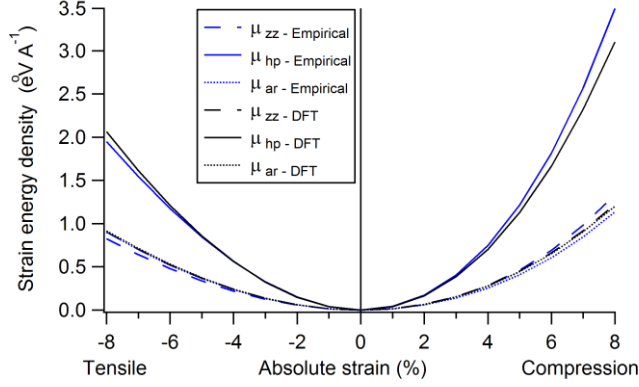 3.5
3.0
2.5
2.0
1.5
1.0
0.5
0.0
Strain energy density (eV Å⁻¹)
μ zz - Empirical
μ hp - Empirical
μ ar - Empirical
μ zz - DFT
μ hp - DFT
μ ar - DFT
-8 -6 -4 -2 0 2 4 6 8
Tensile Absolute strain (%) Compression